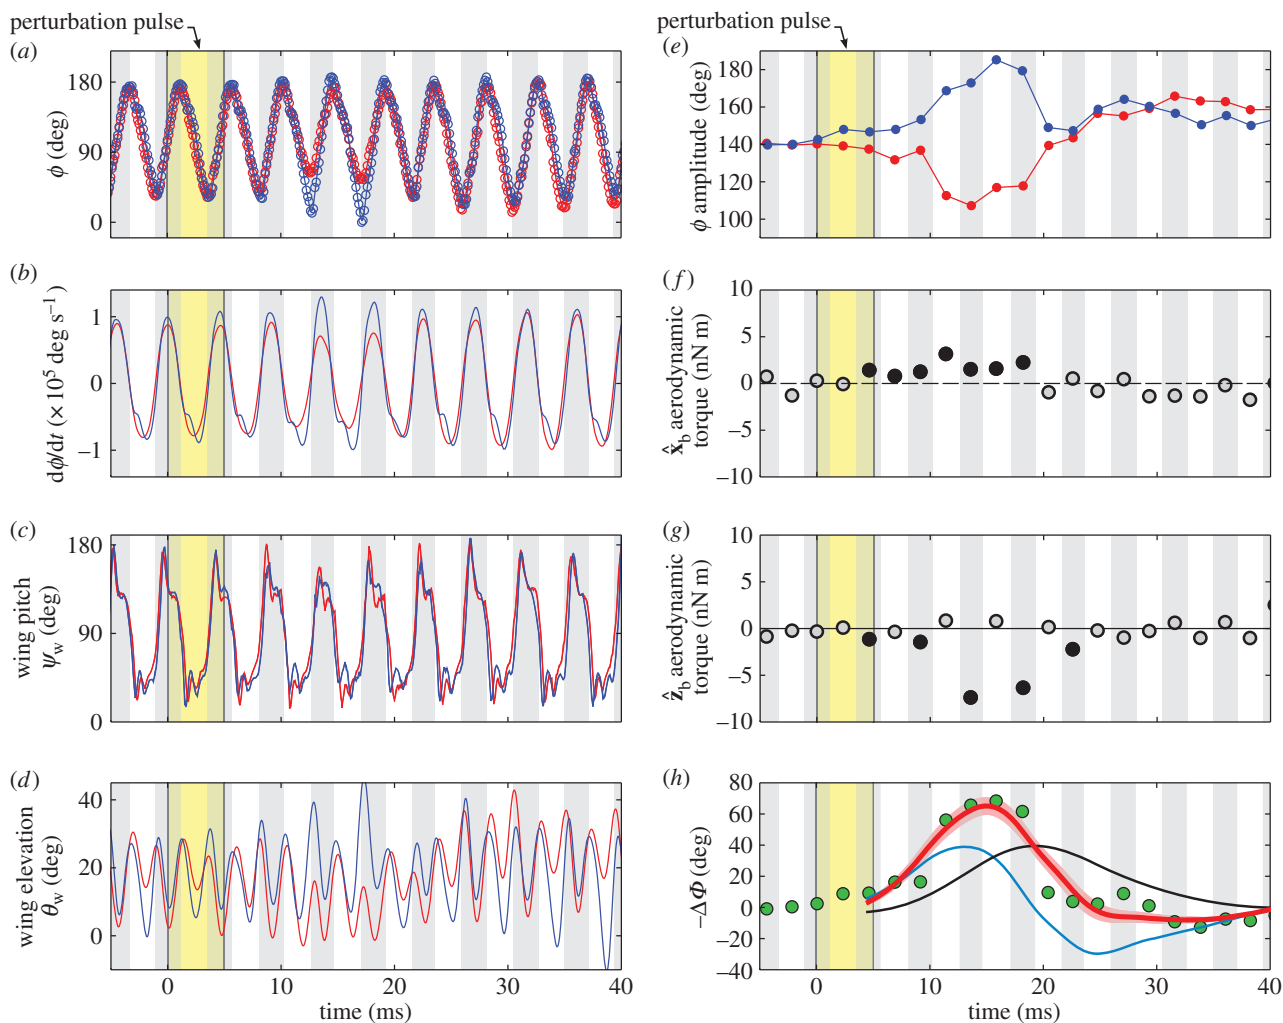 perturbation pulse
(a)
180
90
0
ϕ (deg)
(b)
1
0
−1
dϕ/dt (× 10⁵ deg s⁻¹)
(c)
180
90
0
wing pitch
ψw (deg)
(d)
40
20
0
wing elevation
θw (deg)
0 10 20 30 40
time (ms)
perturbation pulse
(e)
180
160
140
120
100
ϕ amplitude (deg)
(f)
10
5
0
−5
−10
x̂b aerodynamic
torque (nN m)
(g)
10
5
0
−5
−10
ẑb aerodynamic
torque (nN m)
(h)
80
60
40
20
0
−20
−40
−ΔΦ (deg)
0 10 20 30 40
time (ms)